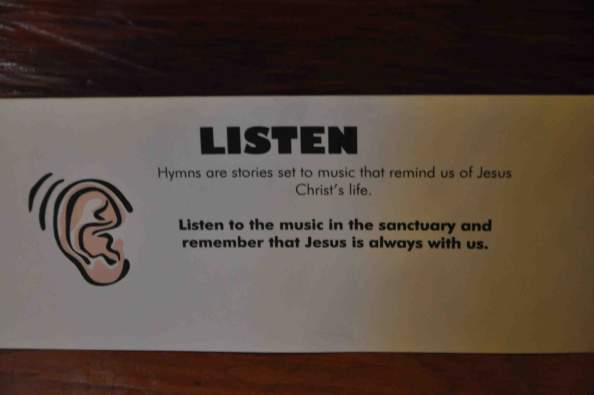 LISTEN
Hymns are stories set to music that remind us of Jesus
Christ's life.
Listen to the music in the sanctuary and
remember that Jesus is always with us.